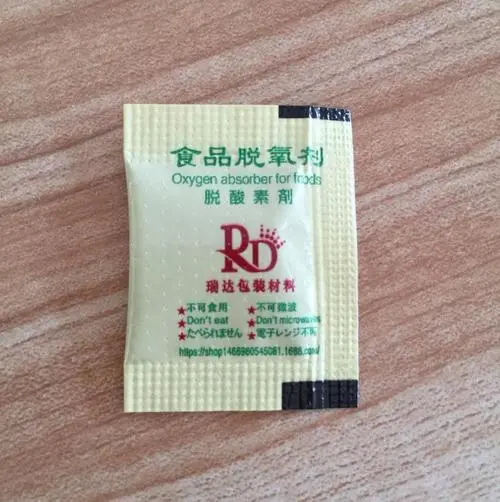 食品脱氧剂
Oxygen absorber for foods
脱酸素剤
RD
瑞达包装材料
★不可食用 ★不可微波
★Don't eat ★Don't microwave
★たべられません ★電子レンジ不可
https://shop1466980545081.1688.com/